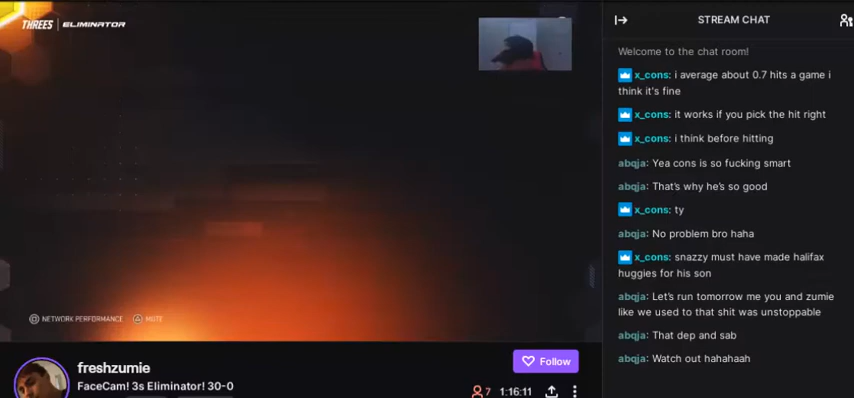 THREES | ELIMINATOR
STREAM CHAT
Welcome to the chat room!
x_cons: i average about 0.7 hits a game i
think it's fine
x_cons: it works if you pick the hit right
x_cons: i think before hitting
abqja: Yea cons is so fucking smart
abqja: That's why he's so good
x_cons: ty
abqja: No problem bro haha
x_cons: snazzy must have made halifax
huggies for his son
abqja: Let's run tomorrow me you and zumie
like we used to that shit was unstoppable
abqja: That dep and sab
abqja: Watch out hahahaah
NETWORK PERFORMANCE MUTE
freshzumie
Follow
FaceCam! 3s Eliminator! 30-0
7 1:16:11